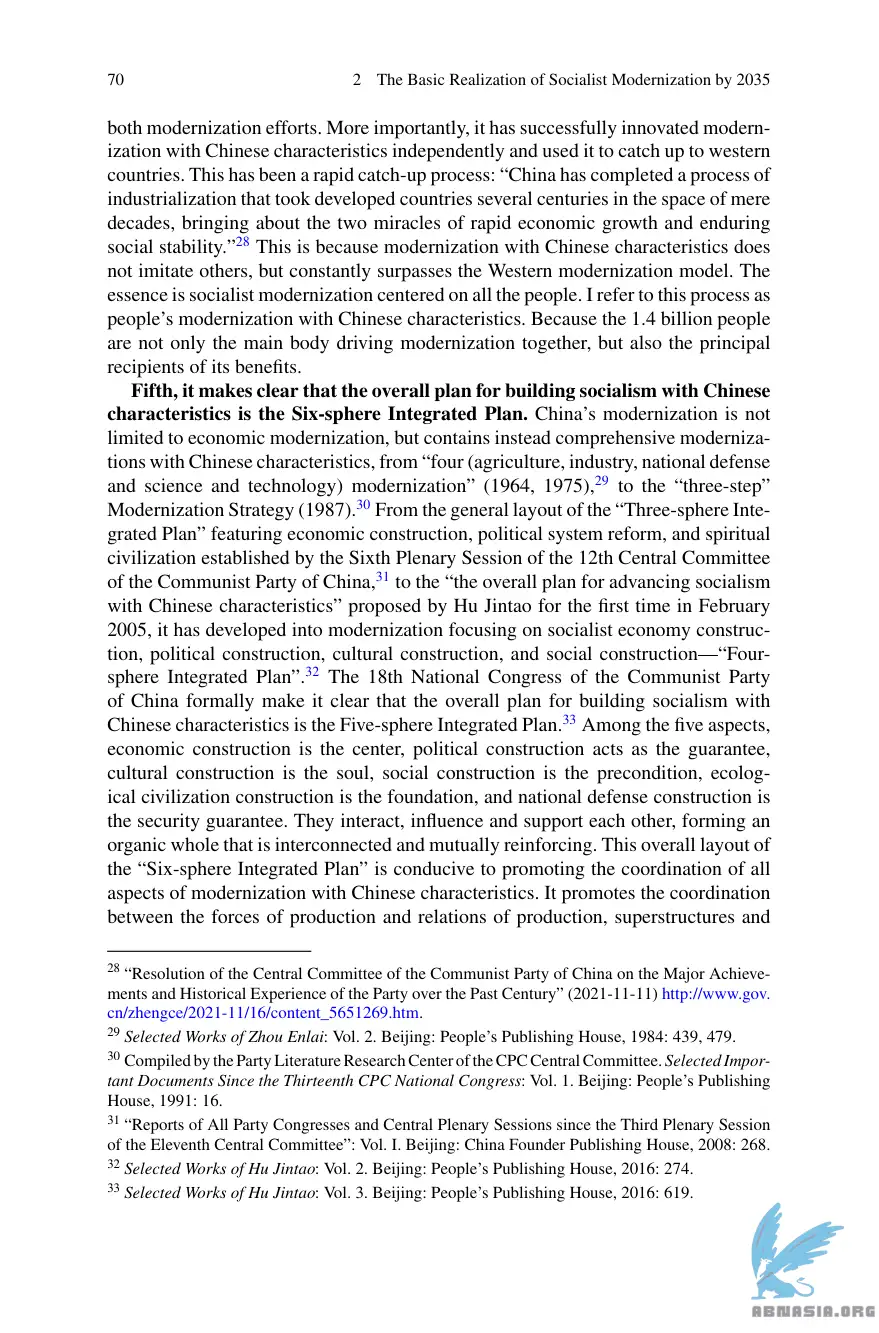 70 2 The Basic Realization of Socialist Modernization by 2035
both modernization efforts. More importantly, it has successfully innovated modern-
ization with Chinese characteristics independently and used it to catch up to western
countries. This has been a rapid catch-up process: “China has completed a process of
industrialization that took developed countries several centuries in the space of mere
decades, bringing about the two miracles of rapid economic growth and enduring
social stability.”28 This is because modernization with Chinese characteristics does
not imitate others, but constantly surpasses the Western modernization model. The
essence is socialist modernization centered on all the people. I refer to this process as
people’s modernization with Chinese characteristics. Because the 1.4 billion people
are not only the main body driving modernization together, but also the principal
recipients of its benefits.
Fifth, it makes clear that the overall plan for building socialism with Chinese
characteristics is the Six-sphere Integrated Plan. China’s modernization is not
limited to economic modernization, but contains instead comprehensive moderniza-
tions with Chinese characteristics, from “four (agriculture, industry, national defense
and science and technology) modernization” (1964, 1975),29 to the “three-step”
Modernization Strategy (1987).30 From the general layout of the “Three-sphere Inte-
grated Plan” featuring economic construction, political system reform, and spiritual
civilization established by the Sixth Plenary Session of the 12th Central Committee
of the Communist Party of China,31 to the “the overall plan for advancing socialism
with Chinese characteristics” proposed by Hu Jintao for the first time in February
2005, it has developed into modernization focusing on socialist economy construc-
tion, political construction, cultural construction, and social construction—“Four-
sphere Integrated Plan”.32 The 18th National Congress of the Communist Party
of China formally make it clear that the overall plan for building socialism with
Chinese characteristics is the Five-sphere Integrated Plan.33 Among the five aspects,
economic construction is the center, political construction acts as the guarantee,
cultural construction is the soul, social construction is the precondition, ecolog-
ical civilization construction is the foundation, and national defense construction is
the security guarantee. They interact, influence and support each other, forming an
organic whole that is interconnected and mutually reinforcing. This overall layout of
the “Six-sphere Integrated Plan” is conducive to promoting the coordination of all
aspects of modernization with Chinese characteristics. It promotes the coordination
between the forces of production and relations of production, superstructures and
28 “Resolution of the Central Committee of the Communist Party of China on the Major Achieve-
ments and Historical Experience of the Party over the Past Century” (2021-11-11) http://www.gov.
cn/zhengce/2021-11/16/content_5651269.htm.
29 Selected Works of Zhou Enlai: Vol. 2. Beijing: People’s Publishing House, 1984: 439, 479.
30 Compiled by the Party Literature Research Center of the CPC Central Committee. Selected Impor-
tant Documents Since the Thirteenth CPC National Congress: Vol. 1. Beijing: People’s Publishing
House, 1991: 16.
31 “Reports of All Party Congresses and Central Plenary Sessions since the Third Plenary Session
of the Eleventh Central Committee”: Vol. I. Beijing: China Founder Publishing House, 2008: 268.
32 Selected Works of Hu Jintao: Vol. 2. Beijing: People’s Publishing House, 2016: 274.
33 Selected Works of Hu Jintao: Vol. 3. Beijing: People’s Publishing House, 2016: 619.
ABNASIA.ORG